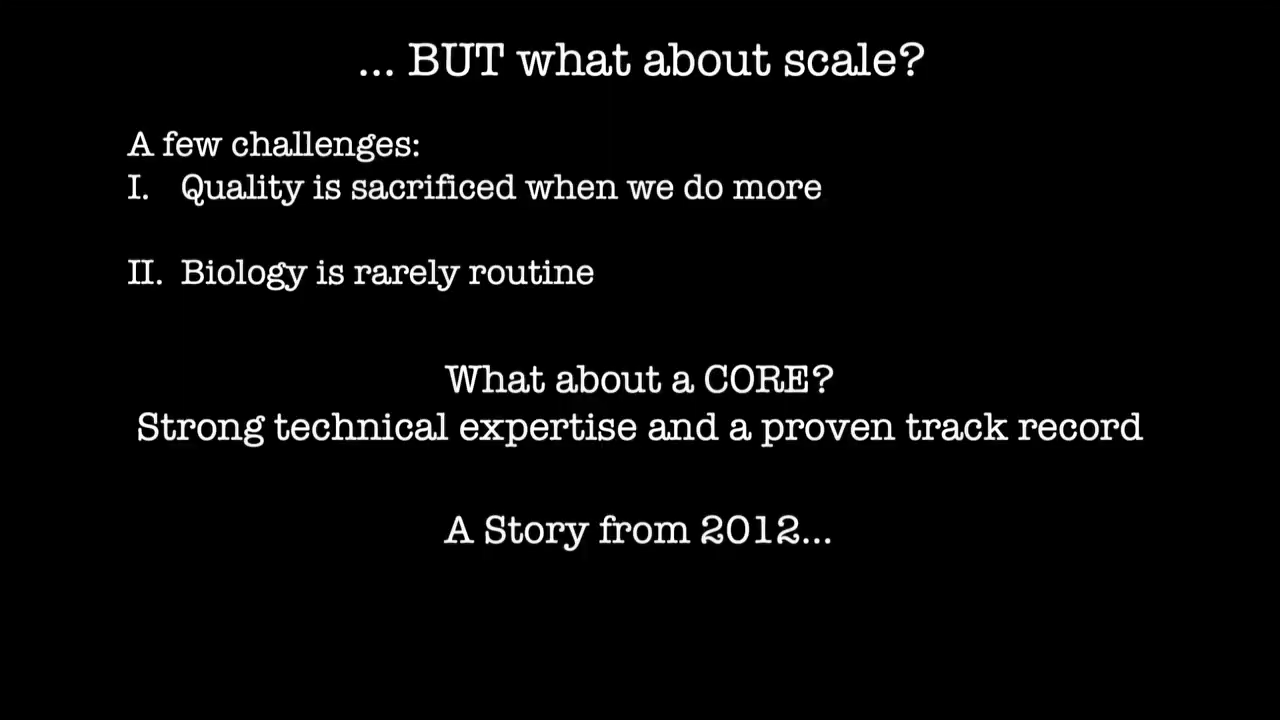 ... BUT what about scale?
A few challenges:
I. Quality is sacrificed when we do more
II. Biology is rarely routine
What about a CORE?
Strong technical expertise and a proven track record
A Story from 2012...